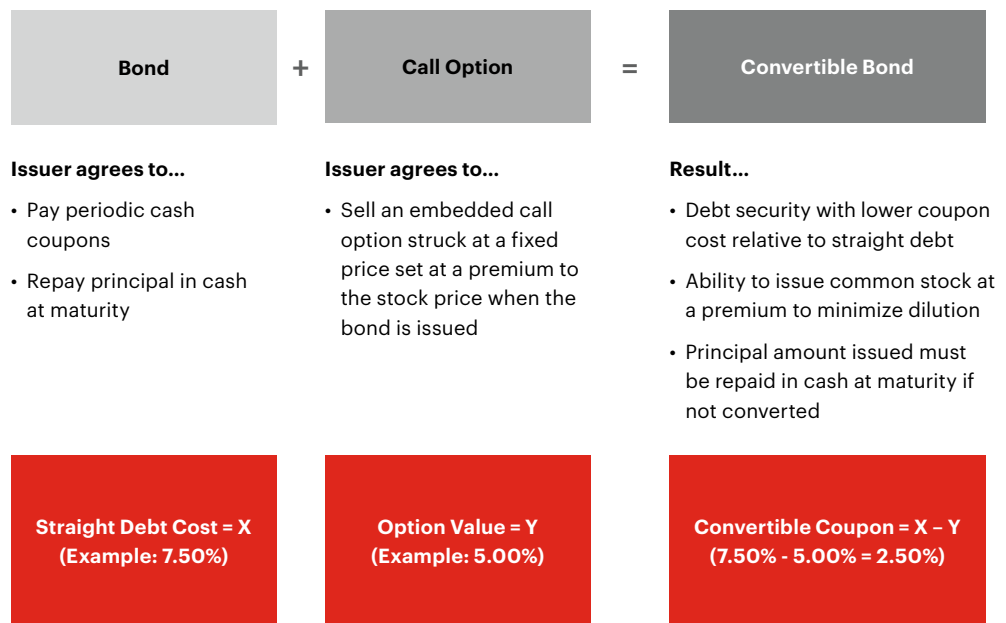 Bond
+
Call Option
=
Convertible Bond
Issuer agrees to...
• Pay periodic cash
coupons
• Repay principal in cash
at maturity
Issuer agrees to...
• Sell an embedded call
option struck at a fixed
price set at a premium to
the stock price when the
bond is issued
Result...
• Debt security with lower coupon
cost relative to straight debt
• Ability to issue common stock at
a premium to minimize dilution
• Principal amount issued must
be repaid in cash at maturity if
not converted
Straight Debt Cost = X
(Example: 7.50%)
Option Value = Y
(Example: 5.00%)
Convertible Coupon = X – Y
(7.50% - 5.00% = 2.50%)